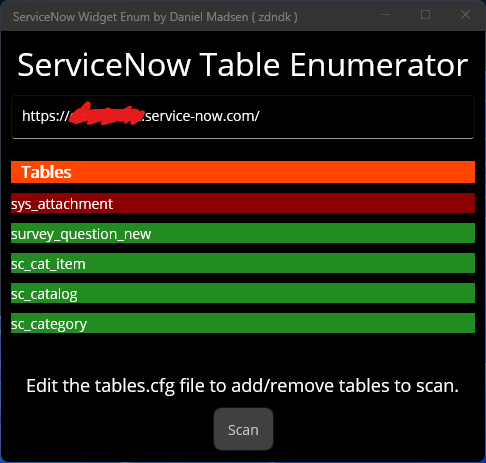 ServiceNow Widget Enum by Daniel Madsen ( zdndk )
ServiceNow Table Enumerator
https:// .service-now.com/
Tables
sys_attachment
survey_question_new
sc_cat_item
sc_catalog
sc_category
Edit the tables.cfg file to add/remove tables to scan.
Scan